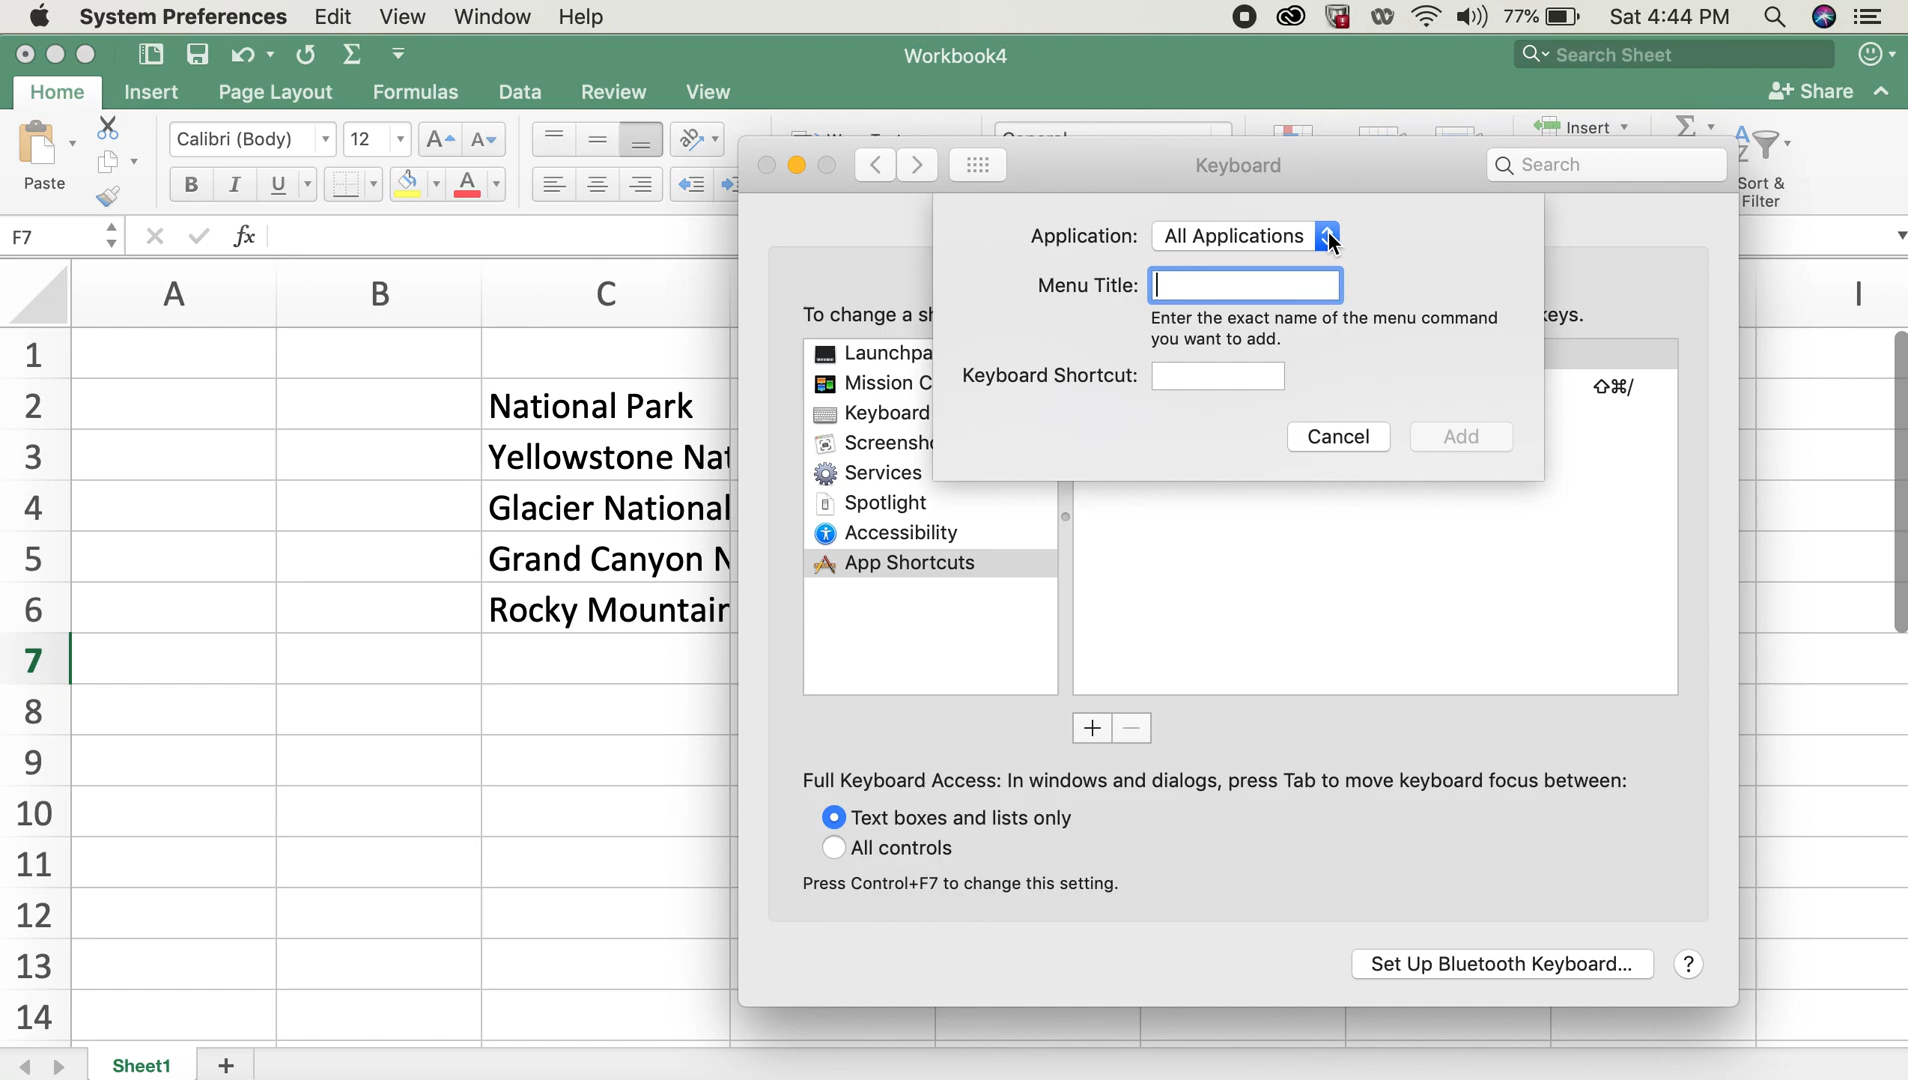 System Preferences Edit View Window Help
77% Sat 4:44 PM
Workbook4
Search Sheet
Home Insert Page Layout Formulas Data Review View
Share
Calibri (Body) 12 A A
Insert
Paste
B I U A
Sort &
Filter
Keyboard
Search
F7
fx
Application: All Applications
Menu Title:
Enter the exact name of the menu command
you want to add.
Keyboard Shortcut:
Cancel Add
To change a
keys.
A B C I
⇧⌘/
Mission
Keyboard
Services
Spotlight
Accessibility
App Shortcuts
1
2 National Park
3 Yellowstone
4 Glacier National
5 Grand Canyon
6 Rocky
7
8
9
10
11
12
13
14
+ −
Full Keyboard Access: In windows and dialogs, press Tab to move keyboard focus between:
Text boxes and lists only
All controls
Press Control+F7 to change this setting.
Set Up Bluetooth Keyboard... ?
Sheet1 +